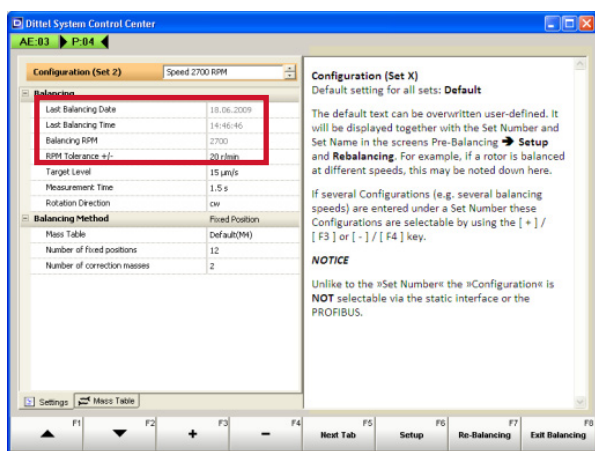 Dittel System Control Center
AE:03 P:04
Configuration (Set 2) Speed 2700 RPM
Balancing
Last Balancing Date 18.06.2009
Last Balancing Time 14:46:46
Balancing RPM 2700
RPM Tolerance +/- 20 r/min
Target Level 15 µm/s
Measurement Time 1.5 s
Rotation Direction cw
Balancing Method Fixed Position
Mass Table Default(M4)
Number of fixed positions 12
Number of correction masses 2
Settings Mass Table
Configuration (Set X)
Default setting for all sets: Default
The default text can be overwritten user-defined. It
will be displayed together with the Set Number and
Set Name in the screens Pre-Balancing 🡆 Setup
and Rebalancing. For example, if a rotor is balanced
at different speeds, this may be noted down here.
If several Configurations (e.g. several balancing
speeds) are entered under a Set Number these
Configurations are selectable by using the [ + ] /
[ F3 ] or [ - ] / [ F4 ] key.
NOTICE
Unlike to the »Set Number« the »Configuration« is
NOT selectable via the static interface or the
PROFIBUS.
F1 F2 F3 F4 F5 F6 F7 F8
+ - Next Tab Setup Re-Balancing Exit Balancing